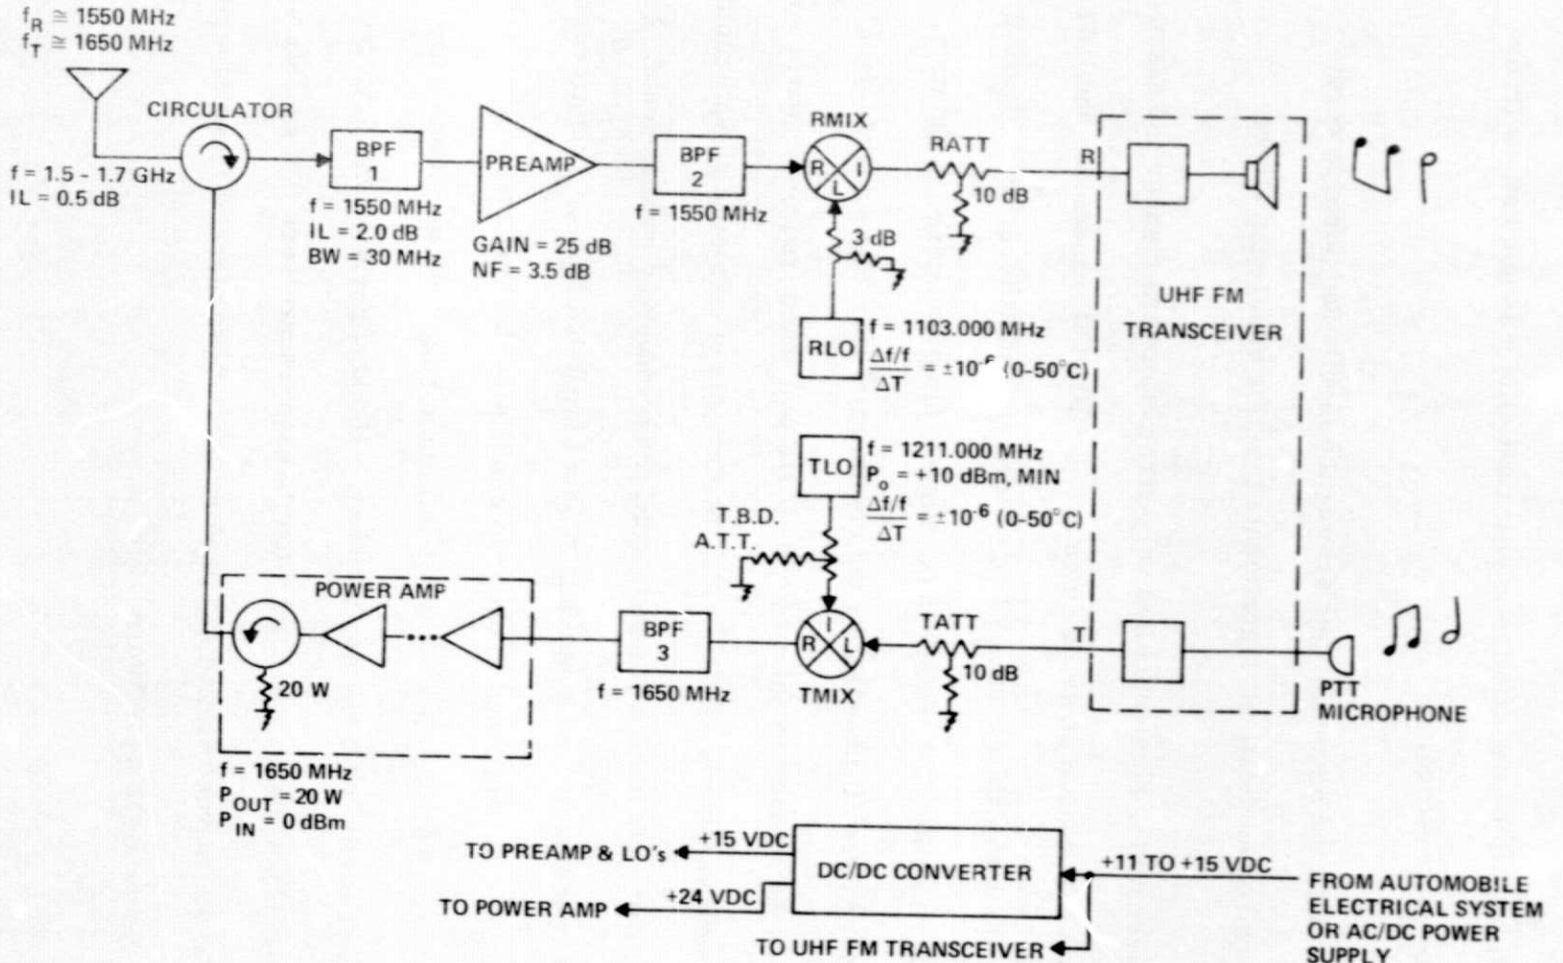 f_R ≅ 1550 MHz
f_T ≅ 1650 MHz
CIRCULATOR
f = 1.5 - 1.7 GHz
IL = 0.5 dB
BPF
1
f = 1550 MHz
IL = 2.0 dB
BW = 30 MHz
PREAMP
GAIN = 25 dB
NF = 3.5 dB
BPF
2
f = 1550 MHz
RMIX
R
I
L
3 dB
RATT
10 dB
R
RLO
f = 1103.000 MHz
Δf/f
ΔT
= ±10 (0-50°C)
UHF FM
TRANSCEIVER
TLO
f = 1211.000 MHz
P_o = +10 dBm, MIN
Δf/f
ΔT
= ±10^-6 (0-50°C)
T.B.D.
A.T.T.
I
R
L
TMIX
TATT
10 dB
T
PTT
MICROPHONE
BPF
3
f = 1650 MHz
POWER AMP
20 W
f = 1650 MHz
P_OUT = 20 W
P_IN = 0 dBm
TO PREAMP & LO's
+15 VDC
DC/DC CONVERTER
+24 VDC
TO POWER AMP
+11 TO +15 VDC
FROM AUTOMOBILE
ELECTRICAL SYSTEM
OR AC/DC POWER
SUPPLY
TO UHF FM TRANSCEIVER